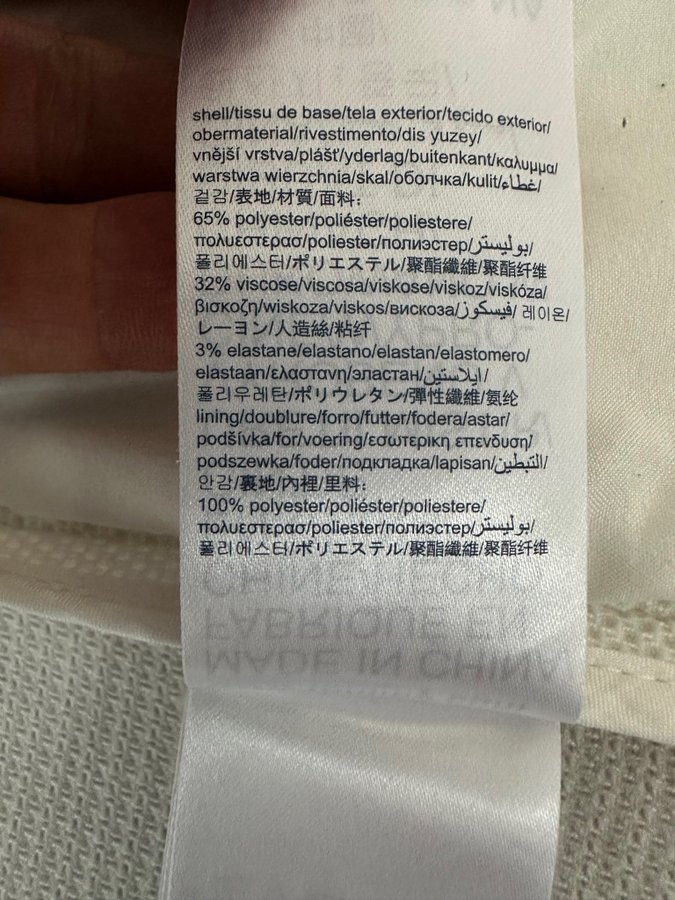 shell/tissu de base/tela exterior/tecido exterior/
obermaterial/rivestimento/dis yuzey/
vnější vrstva/plášť/yderlag/buitenkant/καλυμμα/
warstwa wierzchnia/skal/оболчка/kulit/غطاء/
겉감/表地/材質/面料:
65% polyester/poliéster/poliestere/
πολυεστερασ/poliester/полиэстер/بوليستر/
폴리에스터/ポリエステル/聚酯纖維/聚酯纤维
32% viscose/viscosa/viskose/viskoz/viskóza/
βισκοζη/wiskoza/viskos/вискоза/فيسكوز/ 레이온/
レーヨン/人造絲/粘纤
3% elastane/elastano/elastan/elastomero/
elastaan/ελαστανη/эластан/ايلاستين/
폴리우레탄/ポリウレタン/彈性纖維/氨纶
lining/doublure/forro/futter/fodera/astar/
podšívka/for/voering/εσωτερικη επενδυση/
podszewka/foder/подкладка/lapisan/التبطين/
안감/裏地/內裡/里料:
100% polyester/poliéster/poliestere/
πολυεστερασ/poliester/полиэстер/بوليستر/
폴리에스터/ポリエステル/聚酯纖維/聚酯纤维
FABRIQUE EN
MADE IN CHINA